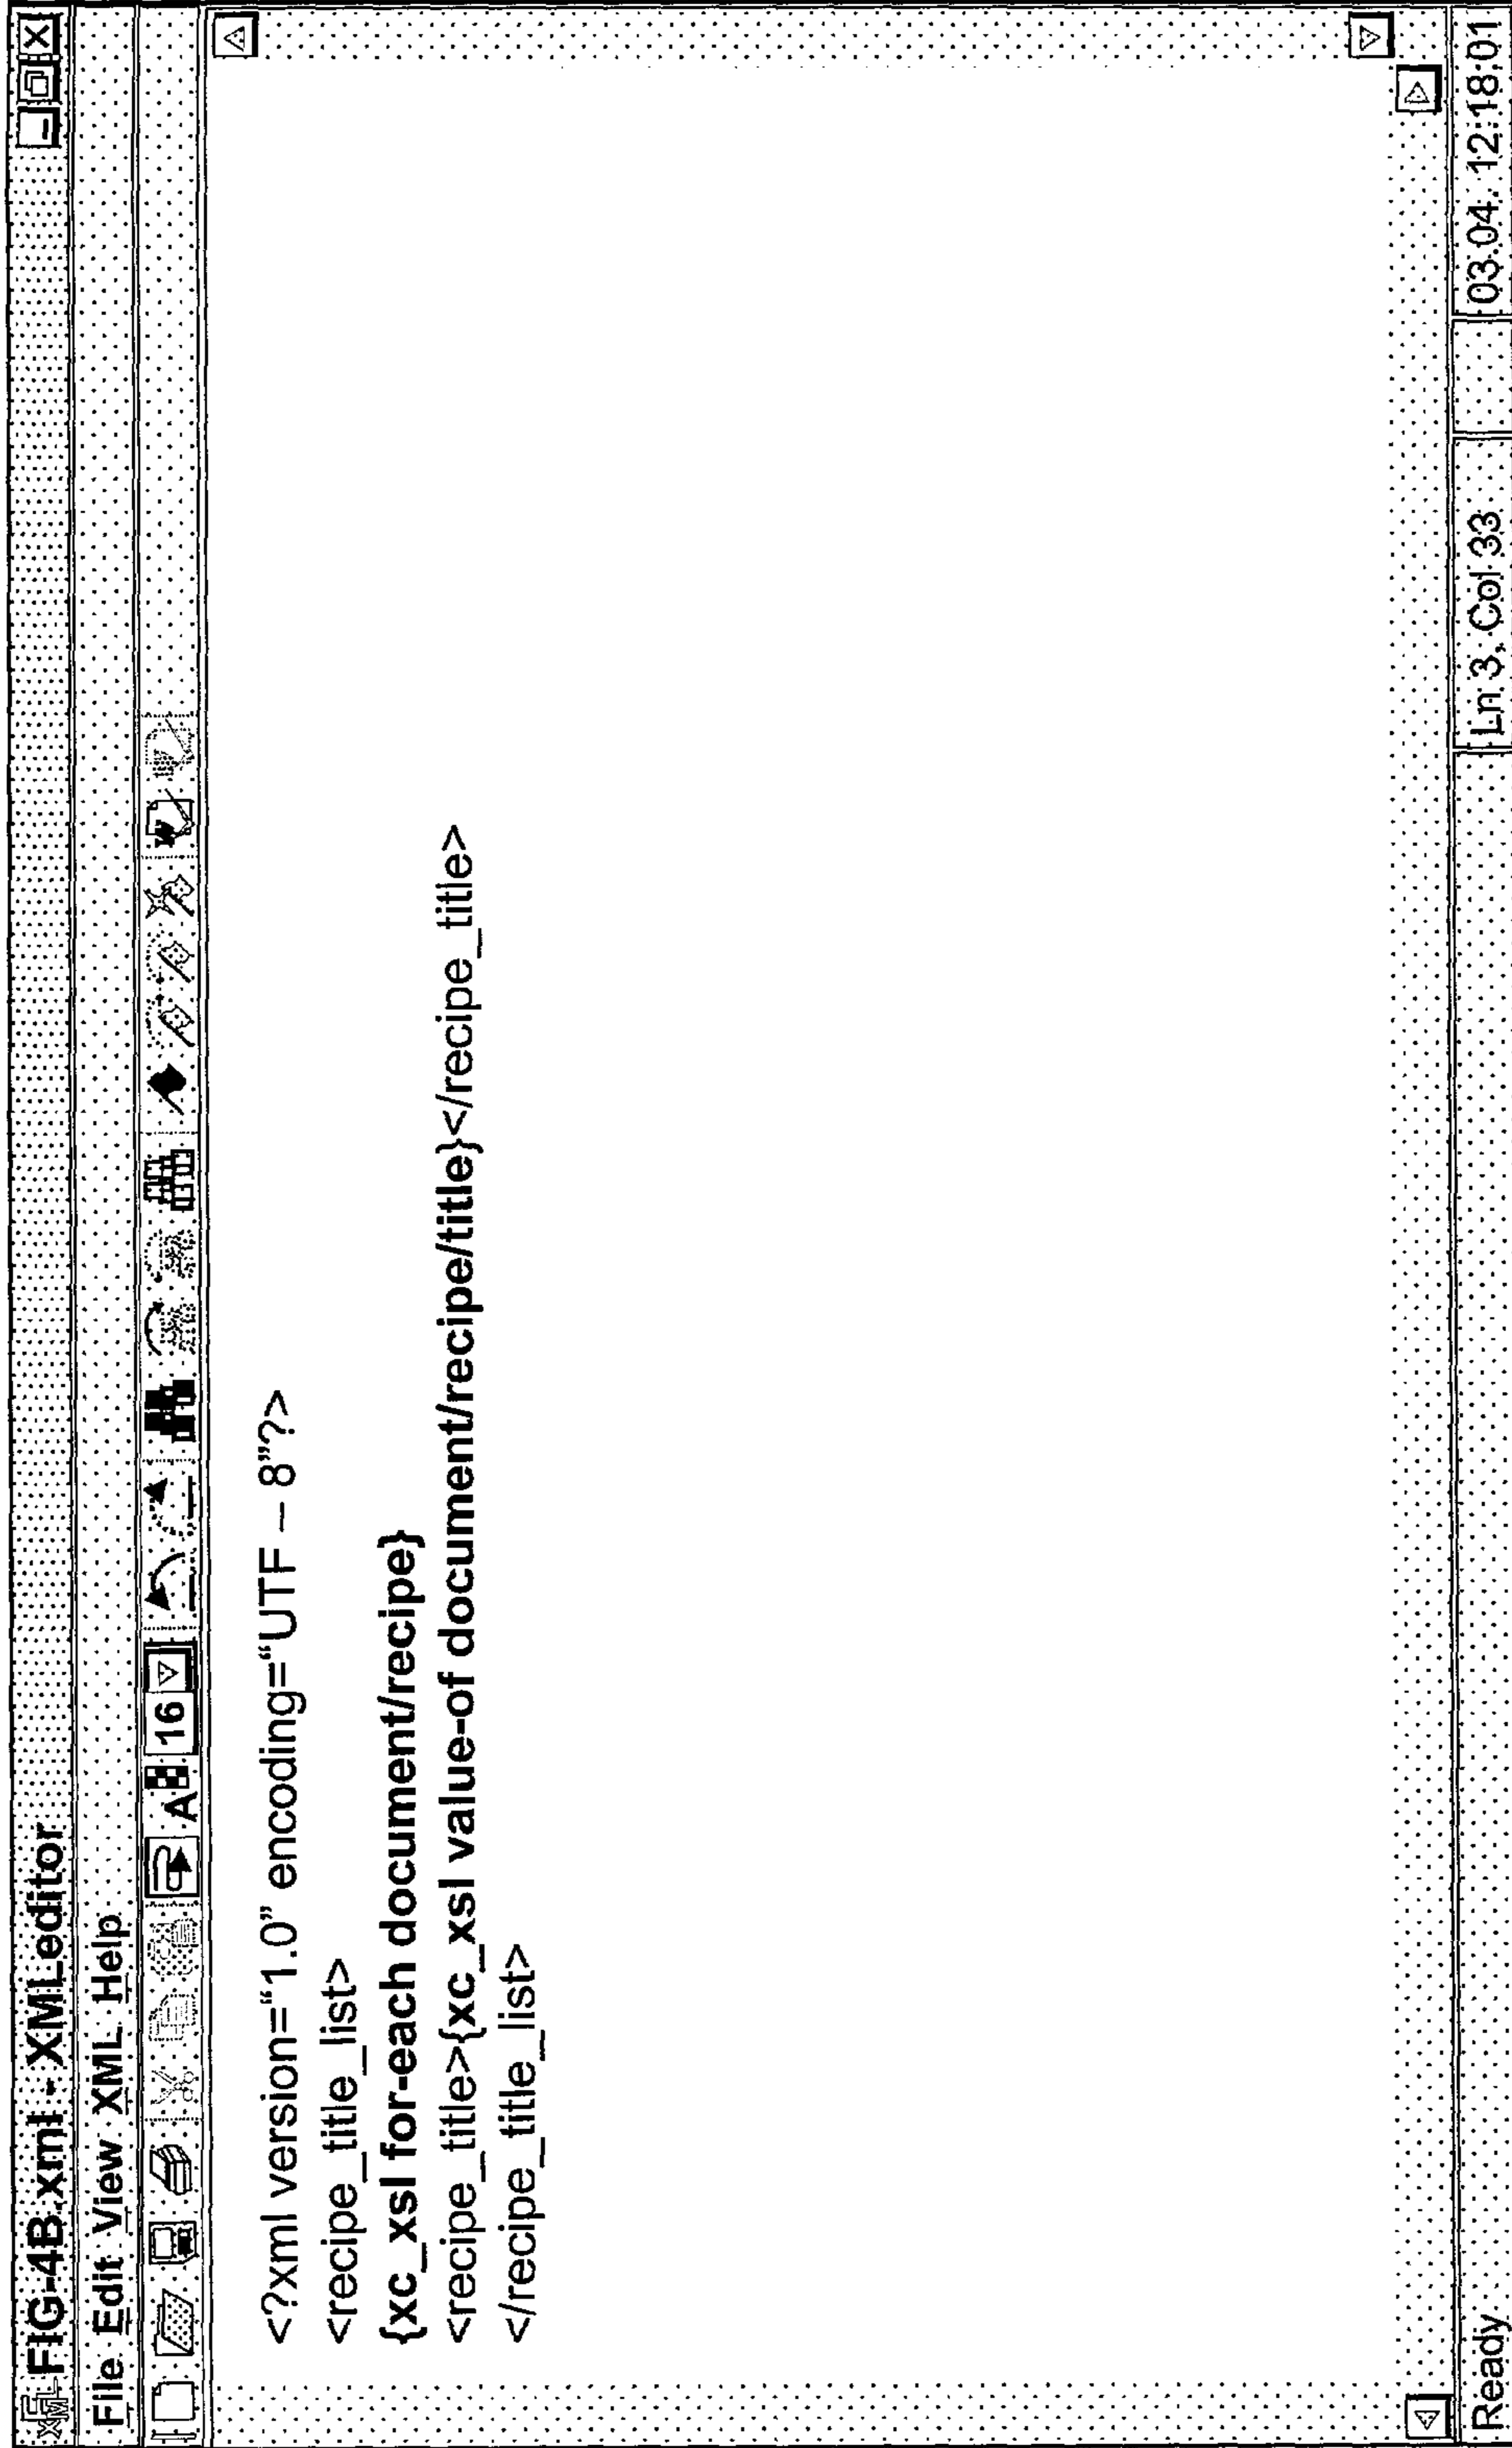 FIG-4B.xml - XMLeditor
File Edit View XML Help
A 16
<?xml version=“1.0” encoding=“UTF – 8”?>
<recipe_title_list>
{xc_xsl for-each document/recipe}
<recipe_title>{xc_xsl value-of document/recipe/title}</recipe_title>
</recipe_title_list>
Ready Ln 3, Col 33 03.04. 12:18:01